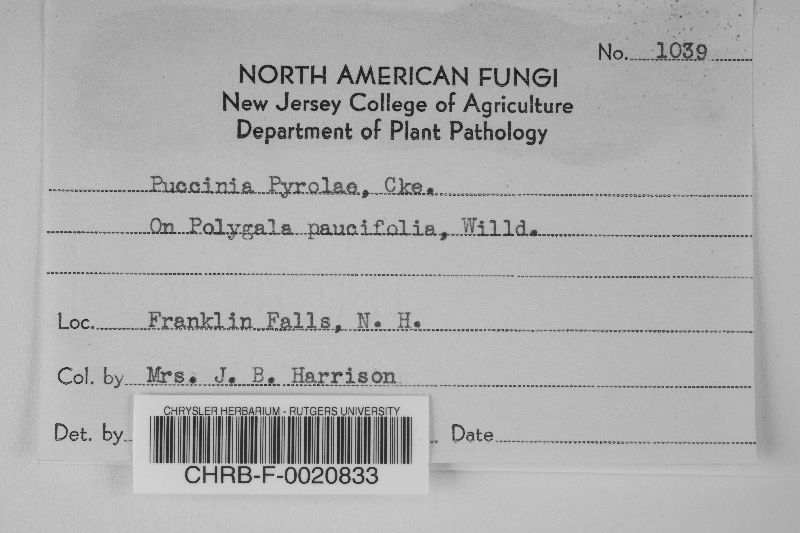 No. 1039
NORTH AMERICAN FUNGI
New Jersey College of Agriculture
Department of Plant Pathology
Puccinia Pyrolae, Cke.
On Polygala paucifolia, Willd.
Loc. Franklin Falls, N. H.
Col. by Mrs. J. B. Harrison
Det. by Date
CHRYSLER HERBARIUM - RUTGERS UNIVERSITY
CHRB-F-0020833